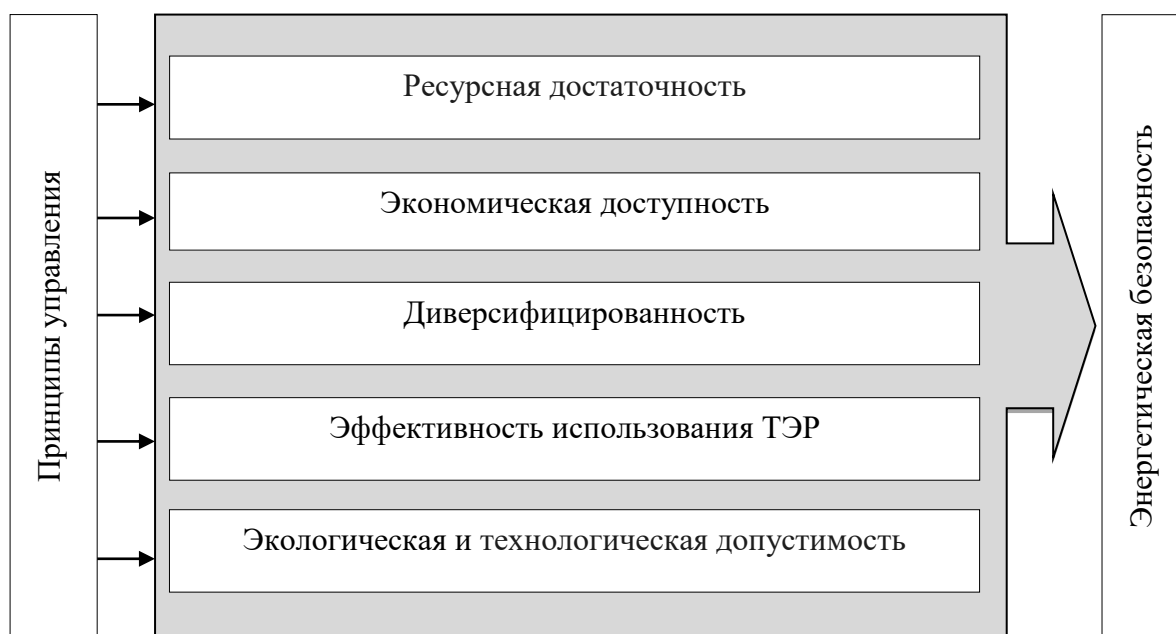 Принципы управления
Ресурсная достаточность
Экономическая доступность
Диверсифицированность
Эффективность использования ТЭР
Экологическая и технологическая допустимость
Энергетическая безопасность